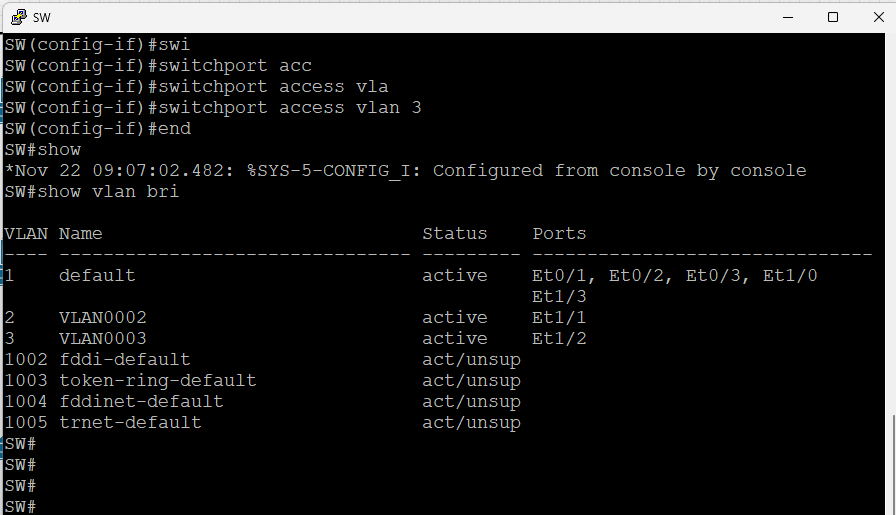 SW
SW(config-if)#swi
SW(config-if)#switchport acc
SW(config-if)#switchport access vla
SW(config-if)#switchport access vlan 3
SW(config-if)#end
SW#show
*Nov 22 09:07:02.482: %SYS-5-CONFIG_I: Configured from console by console
SW#show vlan bri
VLAN Name                             Status    Ports
---- -------------------------------- --------- -------------------------------
1    default                          active    Et0/1, Et0/2, Et0/3, Et1/0
                                                Et1/3
2    VLAN0002                         active    Et1/1
3    VLAN0003                         active    Et1/2
1002 fddi-default                     act/unsup
1003 token-ring-default               act/unsup
1004 fddinet-default                  act/unsup
1005 trnet-default                    act/unsup
SW#
SW#
SW#
SW#